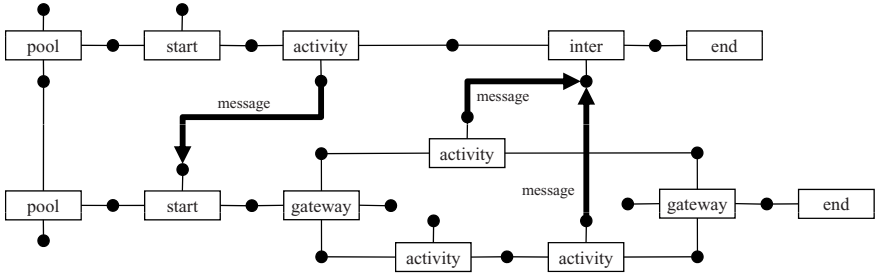 pool start activity inter end
message
message
activity
message
pool start gateway gateway end
activity activity